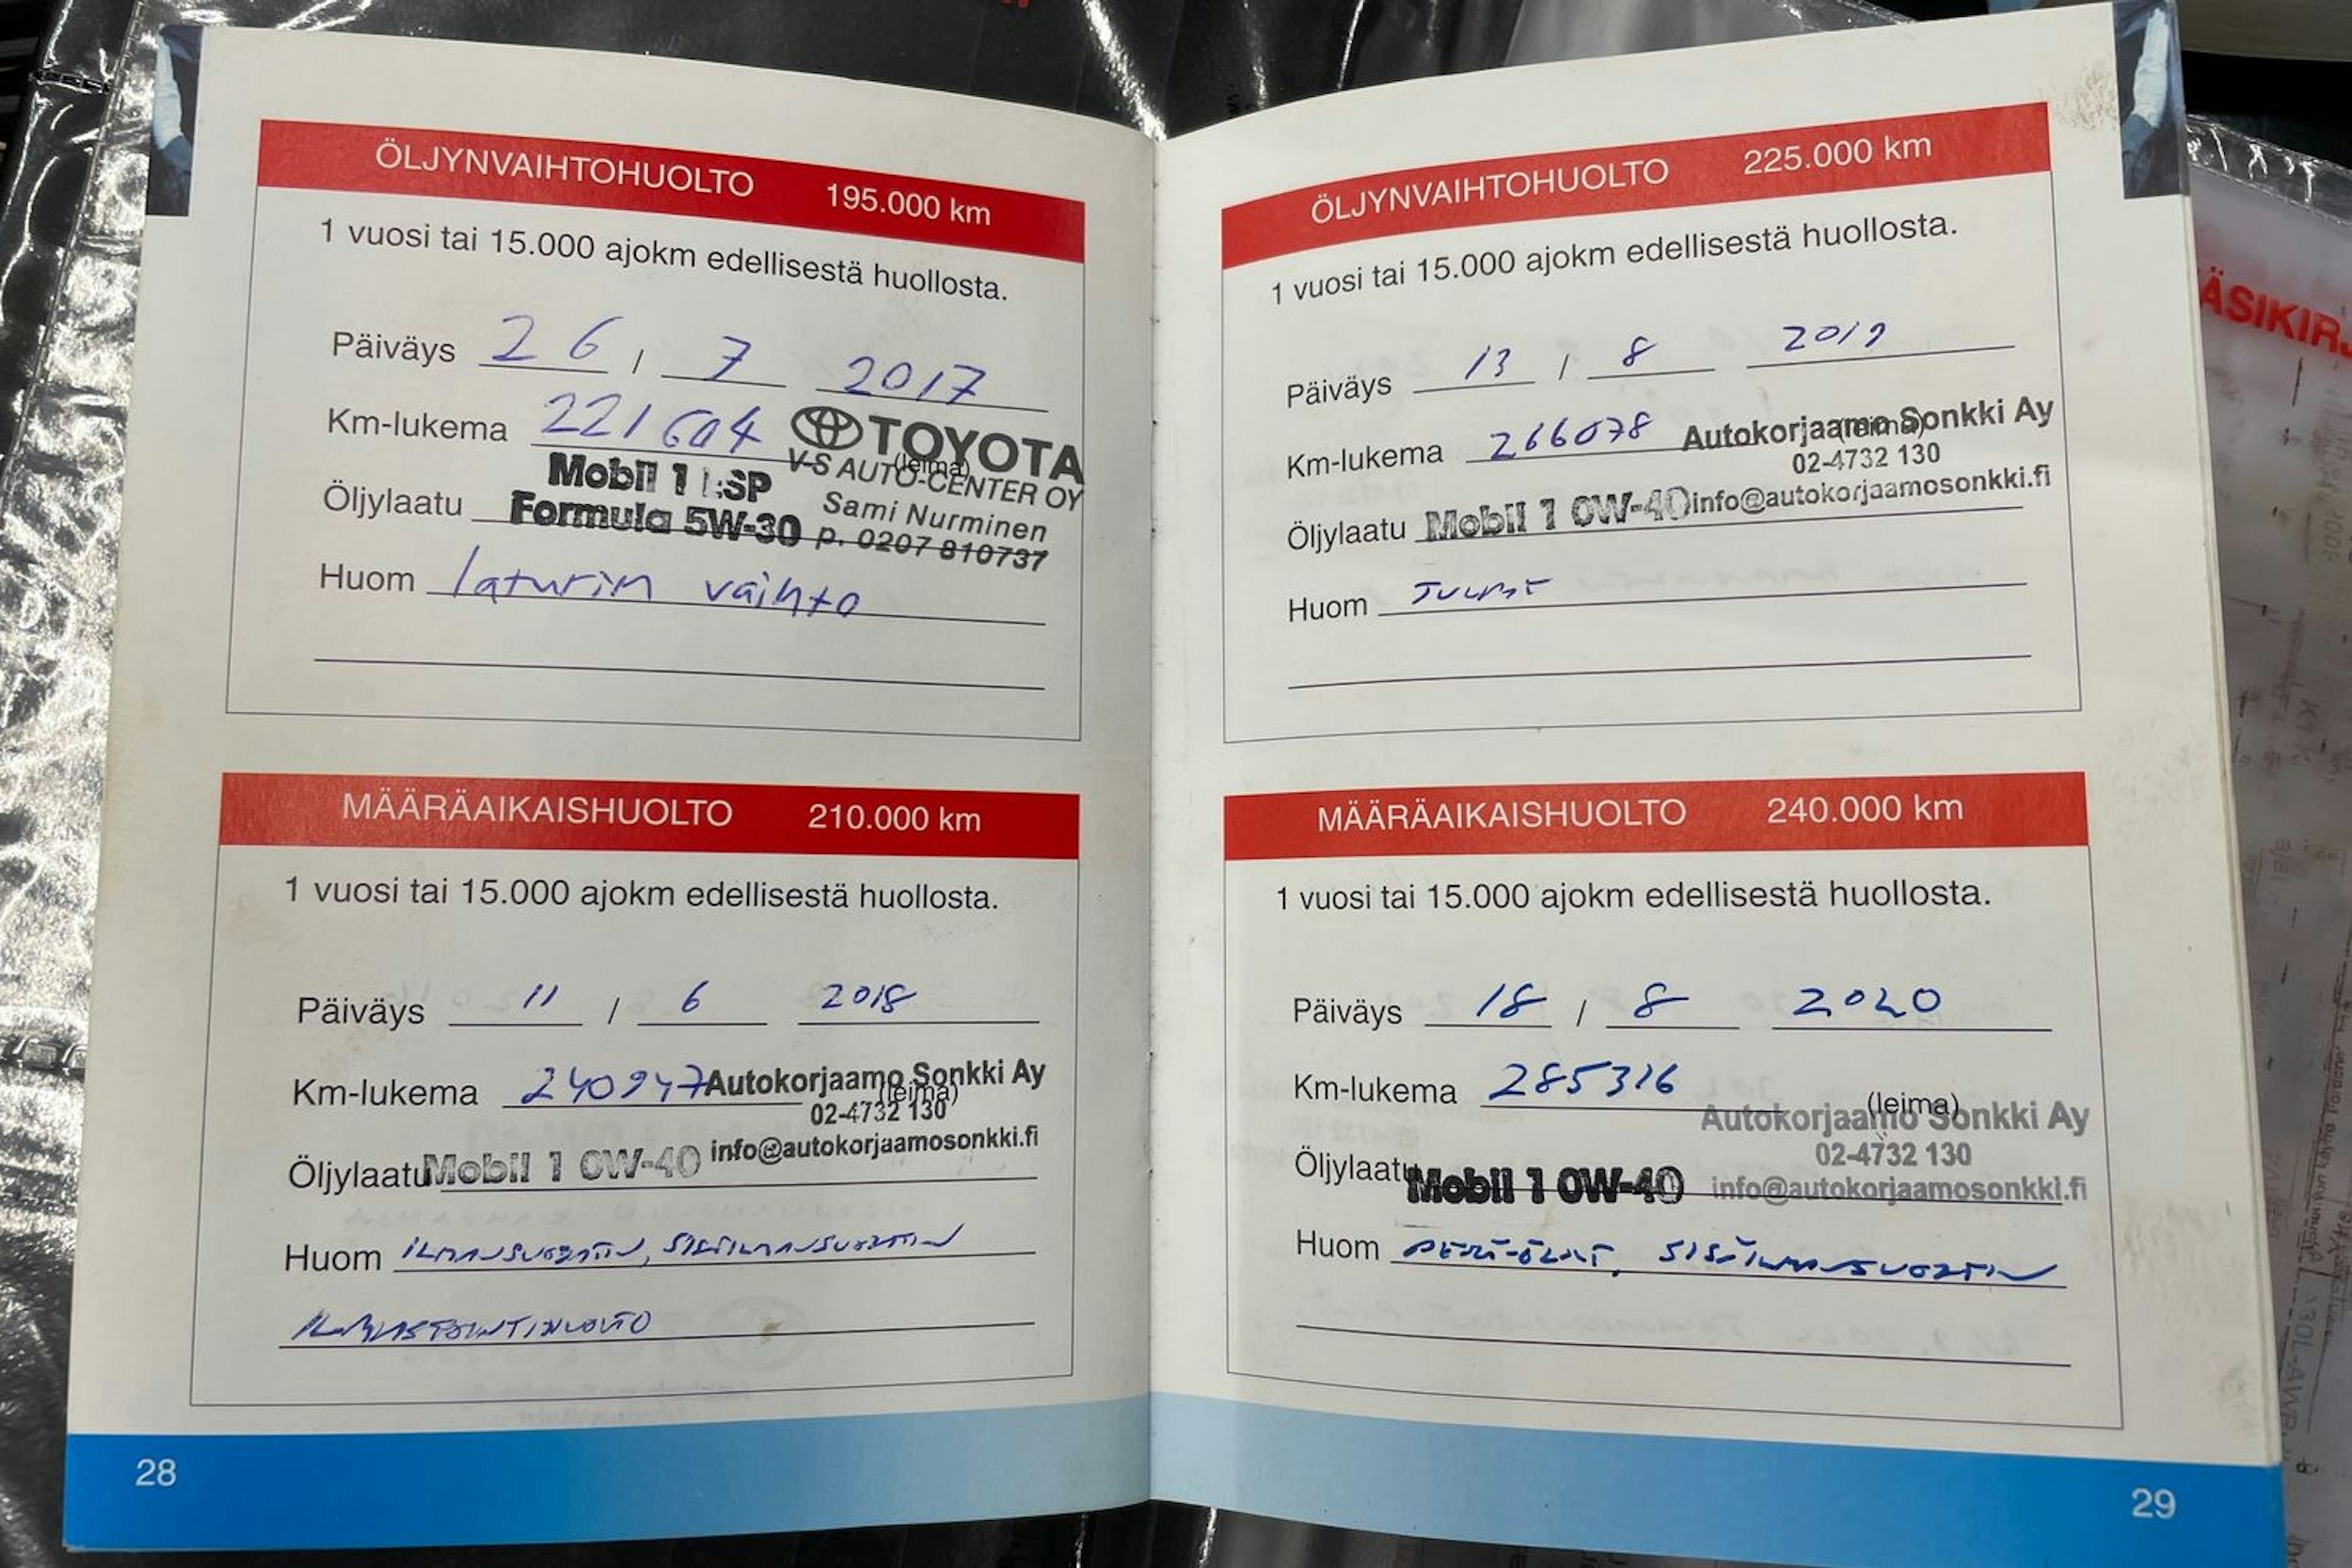 ÖLJYNVAIHTOHUOLTO 195.000 km
1 vuosi tai 15.000 ajokm edellisestä huollosta.
Päiväys 26 / 7 2017
Km-lukema 221604
TOYOTA
V-S AUTO-CENTER OY
(leima)
Sami Nurminen
p. 0207 810737
Öljylaatu Mobil 1 ESP
Formula 5W-30
Huom laturin vaihto
MÄÄRÄAIKAISHUOLTO 210.000 km
1 vuosi tai 15.000 ajokm edellisestä huollosta.
Päiväys 11 / 6 2018
Km-lukema 240947
Autokorjaamo Sonkki Ay
(leima)
02-4732 130
info@autokorjaamosonkki.fi
Öljylaatu Mobil 1 0W-40
Huom ILMANSUODATIN, SISÄILMANSUODATIN
ILMASTOINTIHUOLTO
28
ÖLJYNVAIHTOHUOLTO 225.000 km
1 vuosi tai 15.000 ajokm edellisestä huollosta.
Päiväys 13 / 8 2019
Km-lukema 266078
Autokorjaamo Sonkki Ay
(leima)
02-4732 130
info@autokorjaamosonkki.fi
Öljylaatu Mobil 1 0W-40
Huom
MÄÄRÄAIKAISHUOLTO 240.000 km
1 vuosi tai 15.000 ajokm edellisestä huollosta.
Päiväys 18 / 8 2020
Km-lukema 285316
(leima)
Autokorjaamo Sonkki Ay
02-4732 130
info@autokorjaamosonkki.fi
Öljylaatu Mobil 1 0W-40
Huom PERÄ-ÖLJYT, SISÄILMANSUODATIN
29